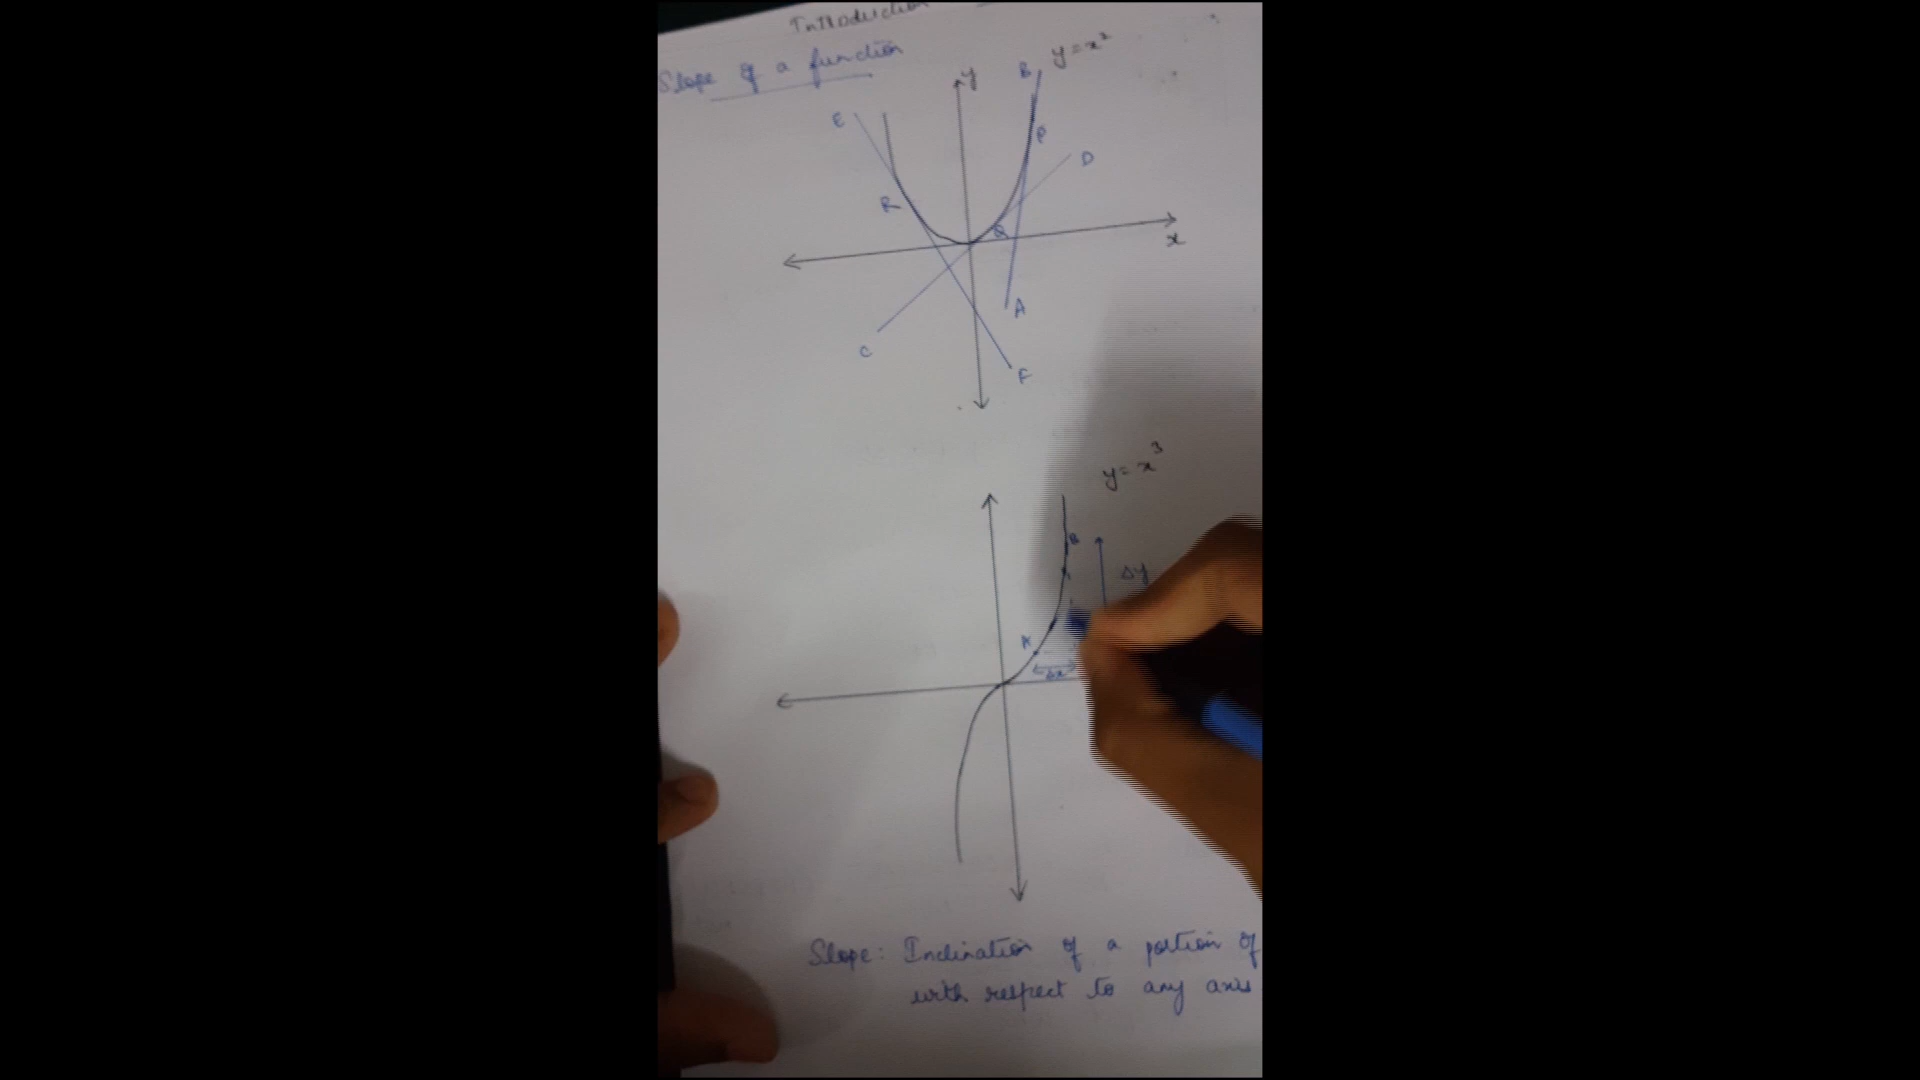 Introduction
Slope of a function
y = x²
y
B
E
P
D
R
Q
x
A
C
F
y = x³
B
Δy
A
Δx
Slope: Inclination of a portion of
with respect to any axis